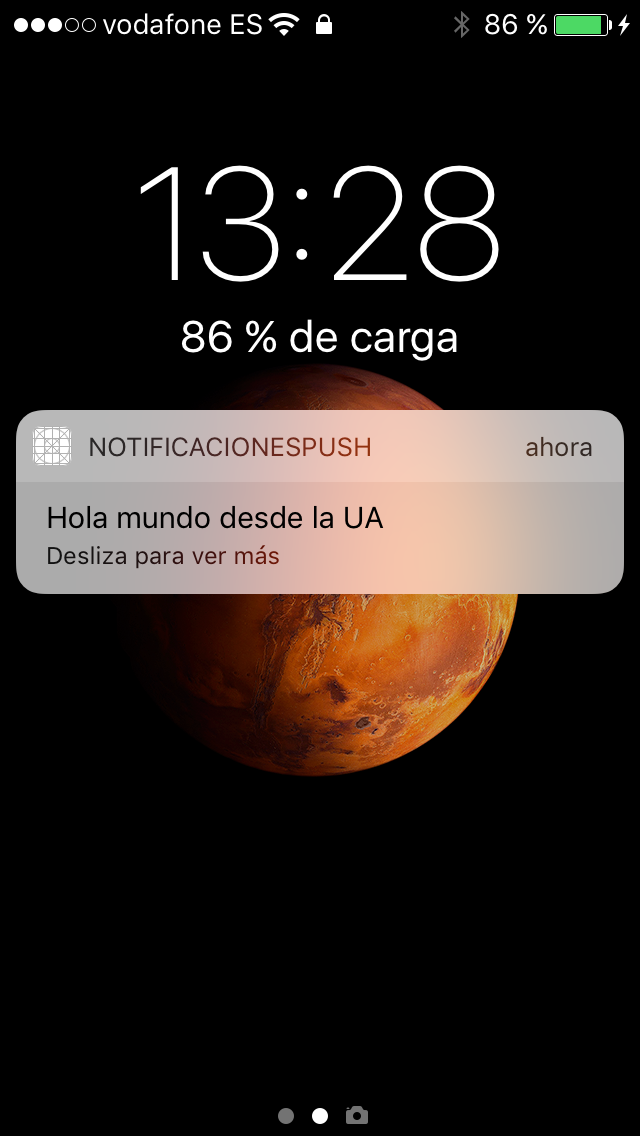 vodafone ES 86 %
13:28
86 % de carga
NOTIFICACIONESPUSH ahora
Hola mundo desde la UA
Desliza para ver más